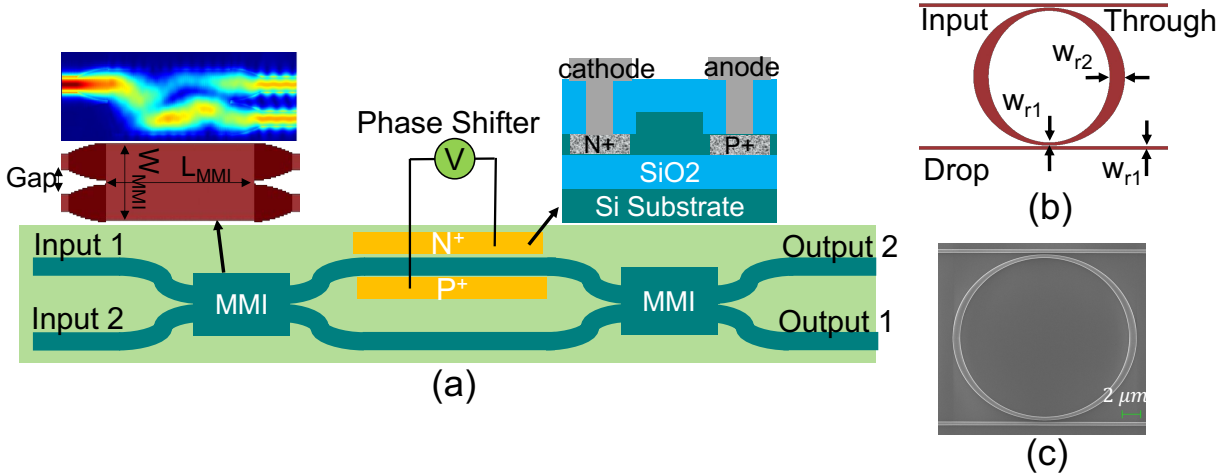 Gap
W_MMI
L_MMI
Phase Shifter
V
cathode
anode
N+
P+
SiO2
Si Substrate
Input 1
Input 2
MMI
N⁺
P⁺
MMI
Output 2
Output 1
(a)
Input
Through
w_r2
w_r1
Drop
w_r1
(b)
2 μm
(c)